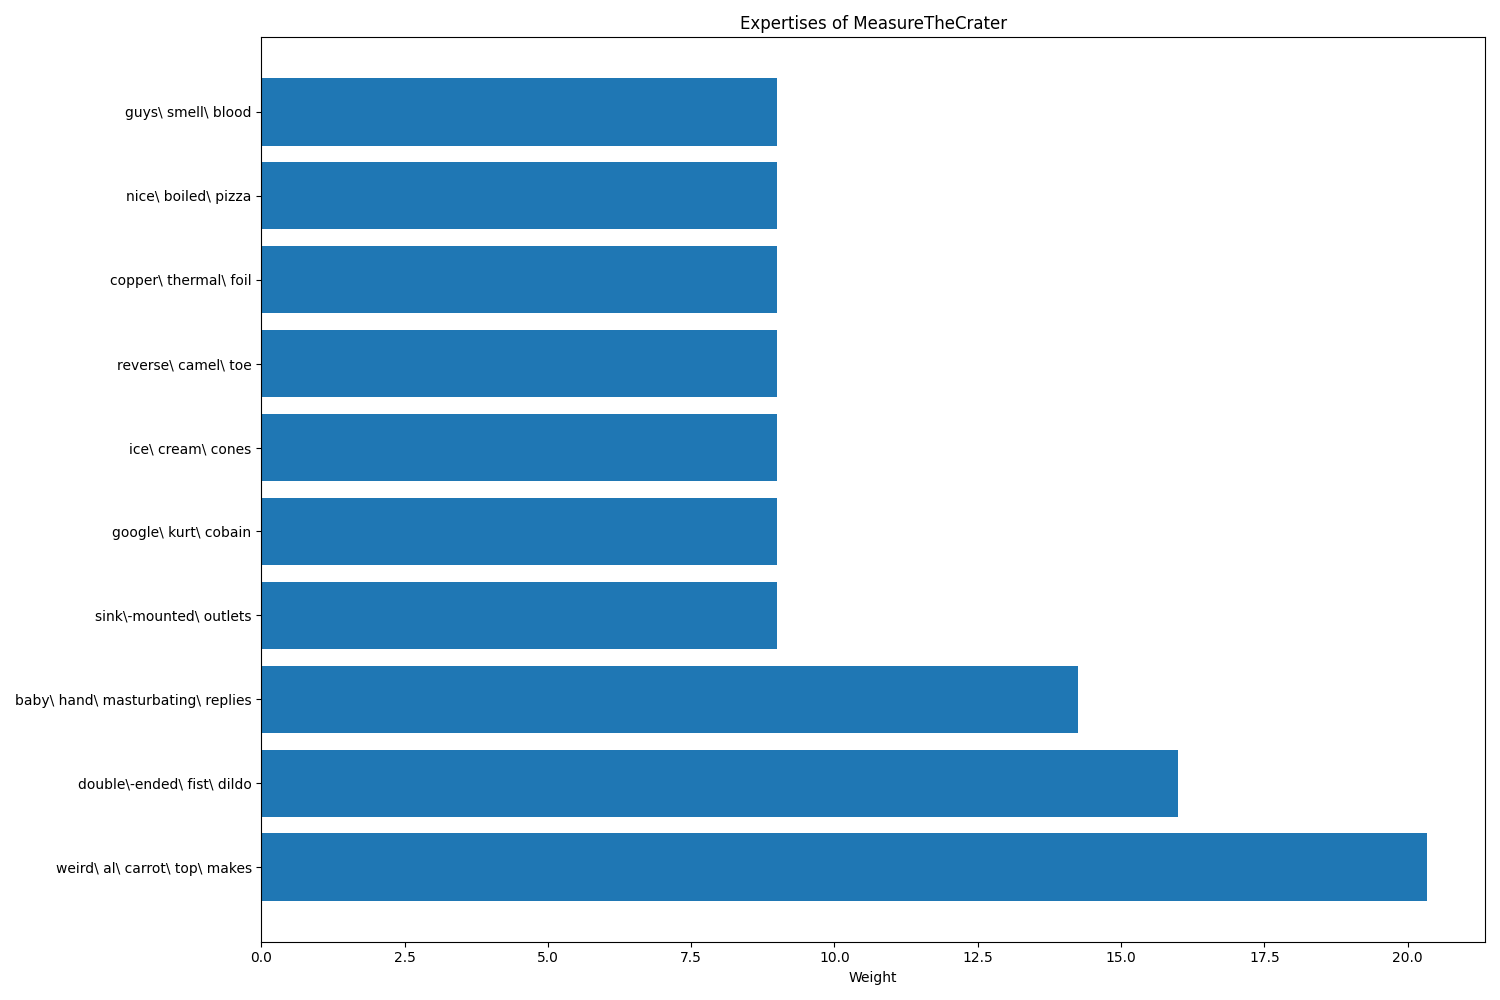 Expertises of MeasureTheCrater
guys\ smell\ blood
nice\ boiled\ pizza
copper\ thermal\ foil
reverse\ camel\ toe
ice\ cream\ cones
google\ kurt\ cobain
sink\-mounted\ outlets
baby\ hand\ masturbating\ replies
double\-ended\ fist\ dildo
weird\ al\ carrot\ top\ makes
0.0 2.5 5.0 7.5 10.0 12.5 15.0 17.5 20.0
Weight